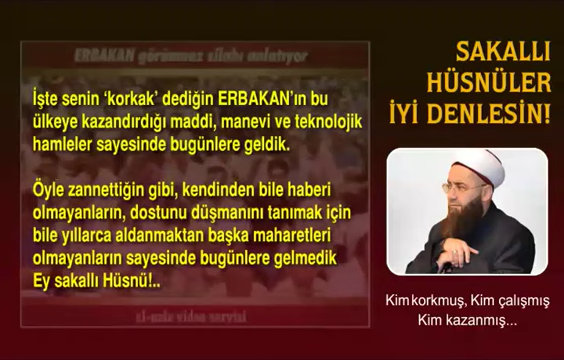 ERBAKAN görünmez silahı anlatıyor
SAKALLI
HÜSNÜLER
İYİ DENLESİN!
İşte senin ‘korkak’ dediğin ERBAKAN’ın bu
ülkeye kazandırdığı maddi, manevi ve teknolojik
hamleler sayesinde bugünlere geldik.
Öyle zannettiğin gibi, kendinden bile haberi
olmayanların, dostunu düşmanını tanımak için
bile yıllarca aldanmaktan başka maharetleri
olmayanların sayesinde bugünlere gelmedik
Ey sakallı Hüsnü!..
video servisi
Kim korkmuş, Kim çalışmış
Kim kazanmış...